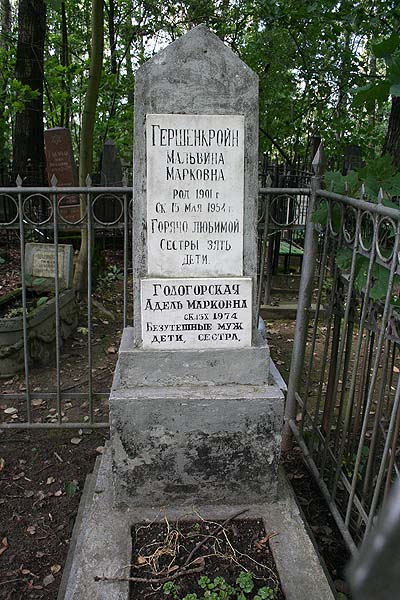 ГЕРШЕНКРОЙН
МАЛЬВИНА
МАРКОВНА
РОД 1901 Г
СК. 15 МАЯ 1954 Г.
ГОРЯЧО ЛЮБИМОЙ
СЕСТРЫ ЗЯТЬ
ДЕТИ.
ГОЛОГОРСКАЯ
АДЕЛЬ МАРКОВНА
СК.15X 1974
БЕЗУТЕШНЫЕ МУЖ
ДЕТИ, СЕСТРА,